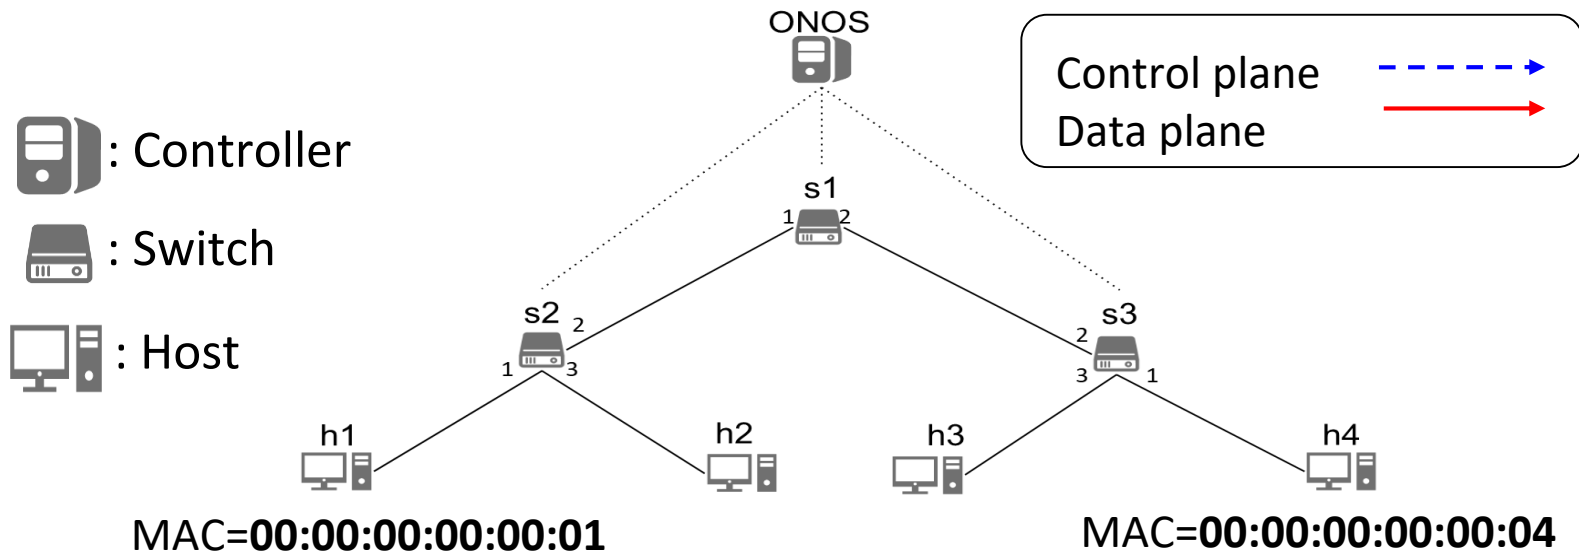 ONOS
Control plane
Data plane
: Controller
: Switch
: Host
s1
1 2
s2
2
1 3
s3
2
3 1
h1
h2
h3
h4
MAC=00:00:00:00:00:01
MAC=00:00:00:00:00:04